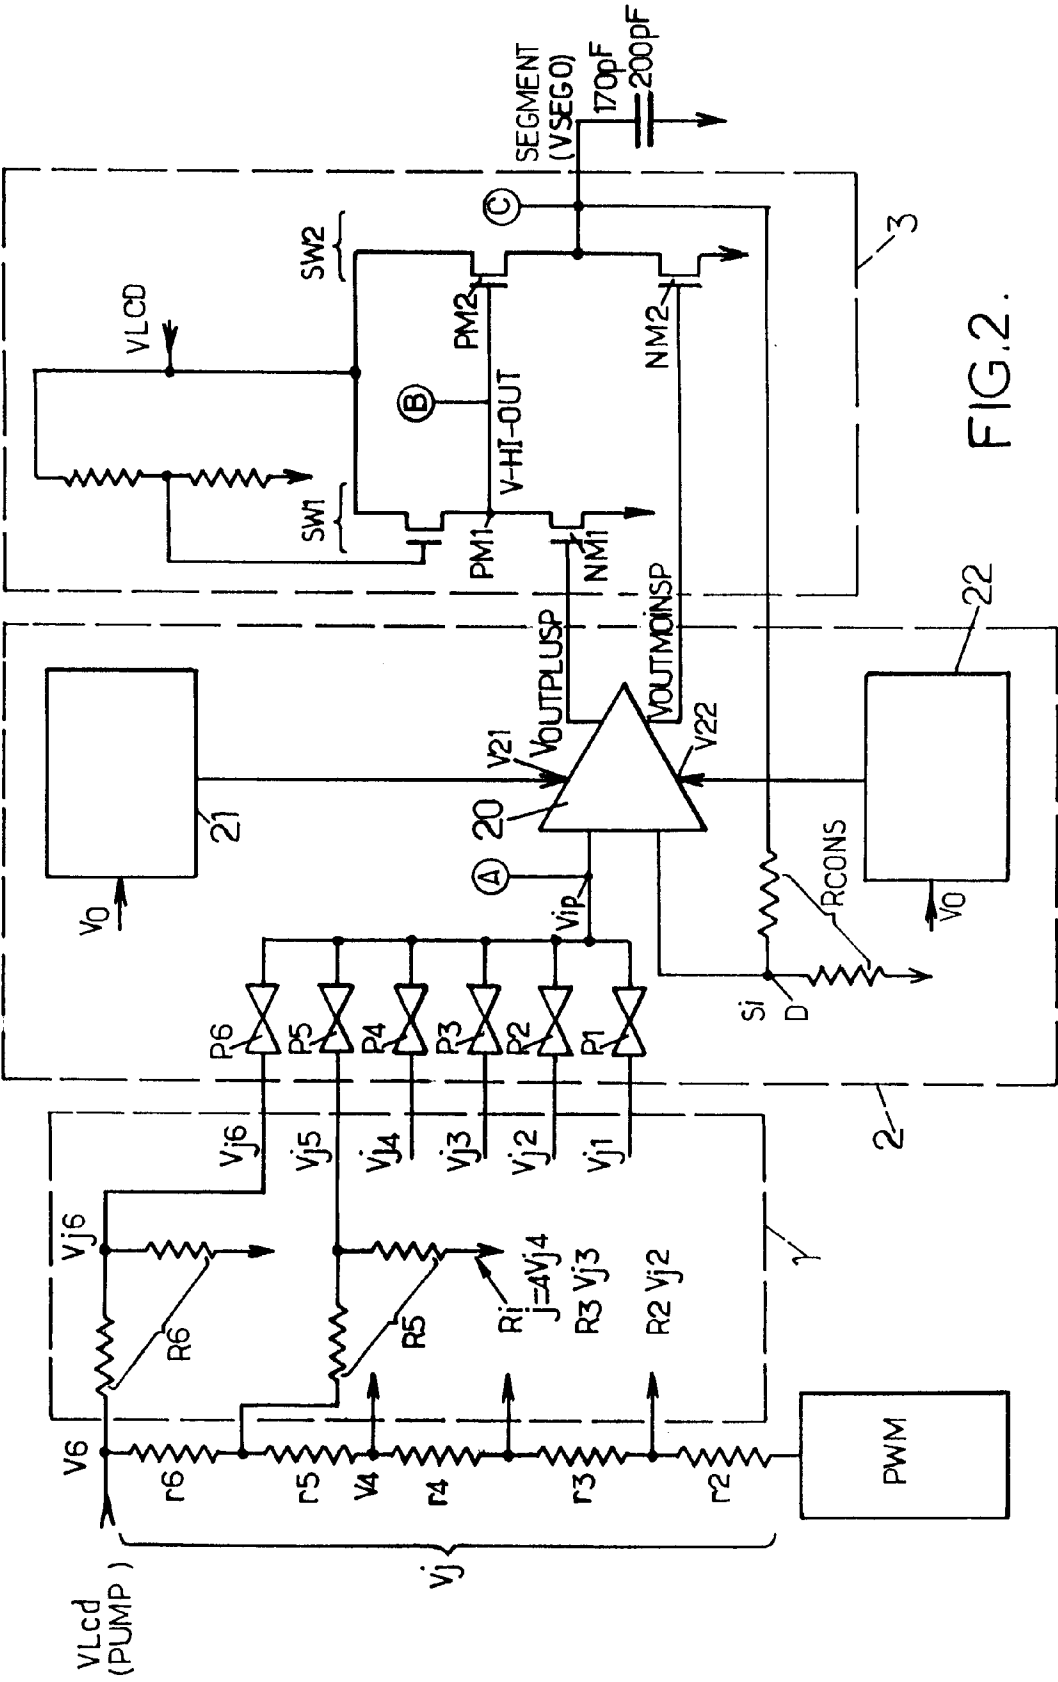 VLcd
(PUMP)
Vj
V6
r6
r5
V4
r4
r3
r2
PWM
Vj6
R6
R5
Ri
j=4Vj4
R3 Vj3
R2 Vj2
Vj6
Vj5
Vj4
Vj3
Vj2
Vj1
P6
P5
P4
P3
P2
P1
2
V0
21
A
Vip
20
V21
V22
VOUTPLUSP
VOUTMOINSP
Si
D
RCONS
V0
22
SW1
SW2
VLCD
B
V-HI-OUT
PM1
NM1
PM2
NM2
C
3
SEGMENT
(VSEGO)
170pF
200pF
FIG.2.